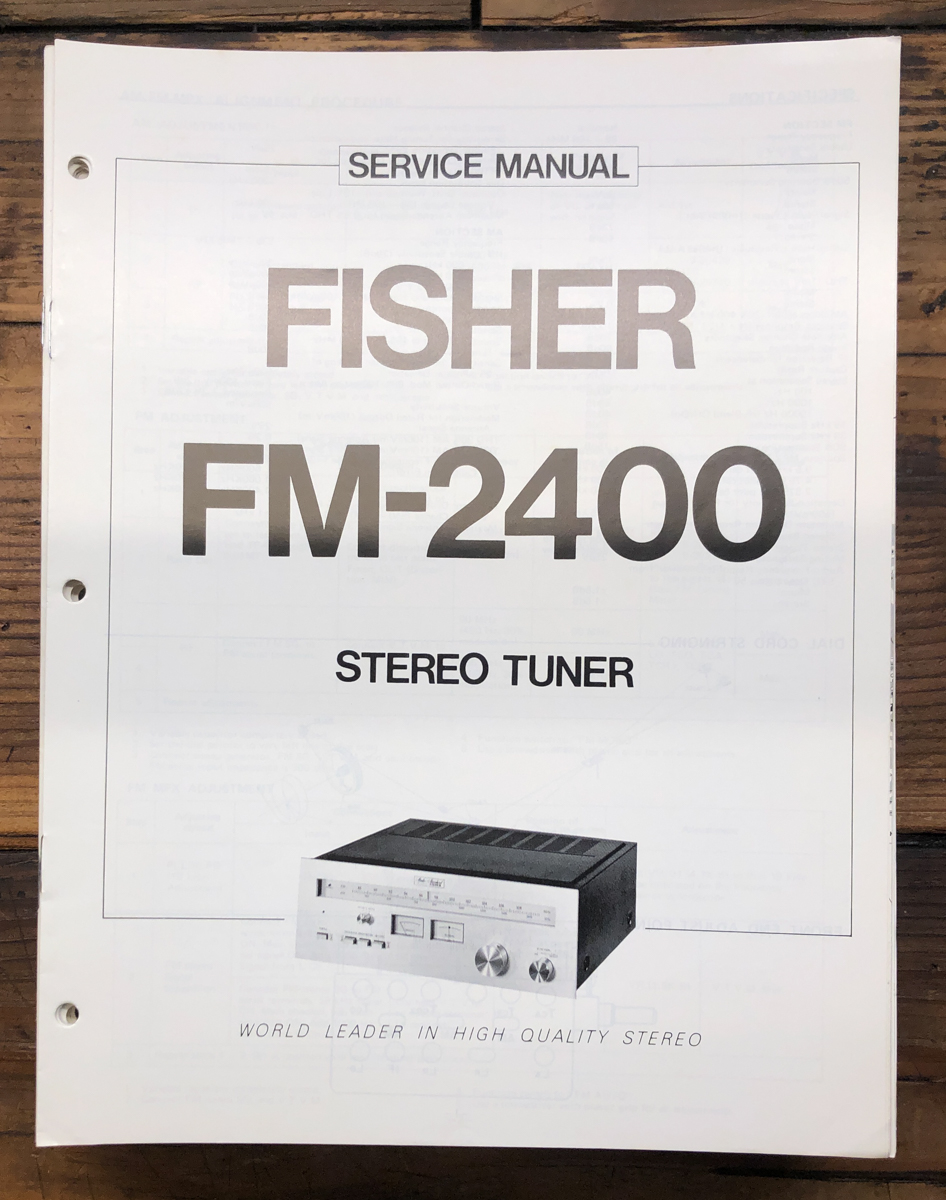 SERVICE MANUAL
FISHER
FM-2400
STEREO TUNER
WORLD LEADER IN HIGH QUALITY STEREO